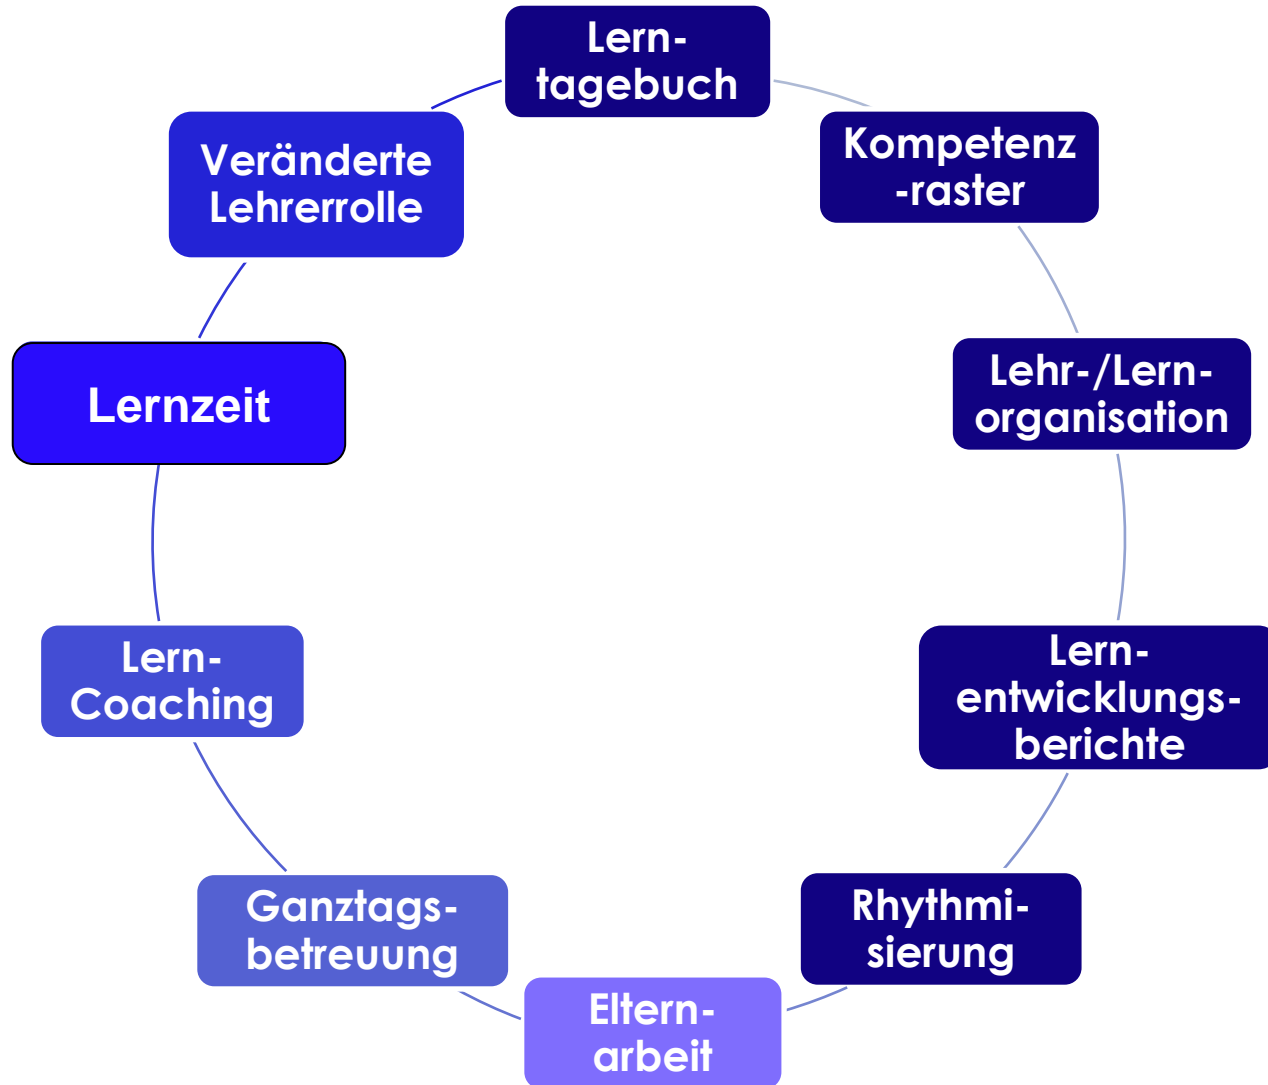 Lern-
tagebuch
Kompetenz
-raster
Lehr-/Lern-
organisation
Lern-
entwicklungs-
berichte
Rhythmi-
sierung
Eltern-
arbeit
Ganztags-
betreuung
Lern-
Coaching
Lernzeit
Veränderte
Lehrerrolle